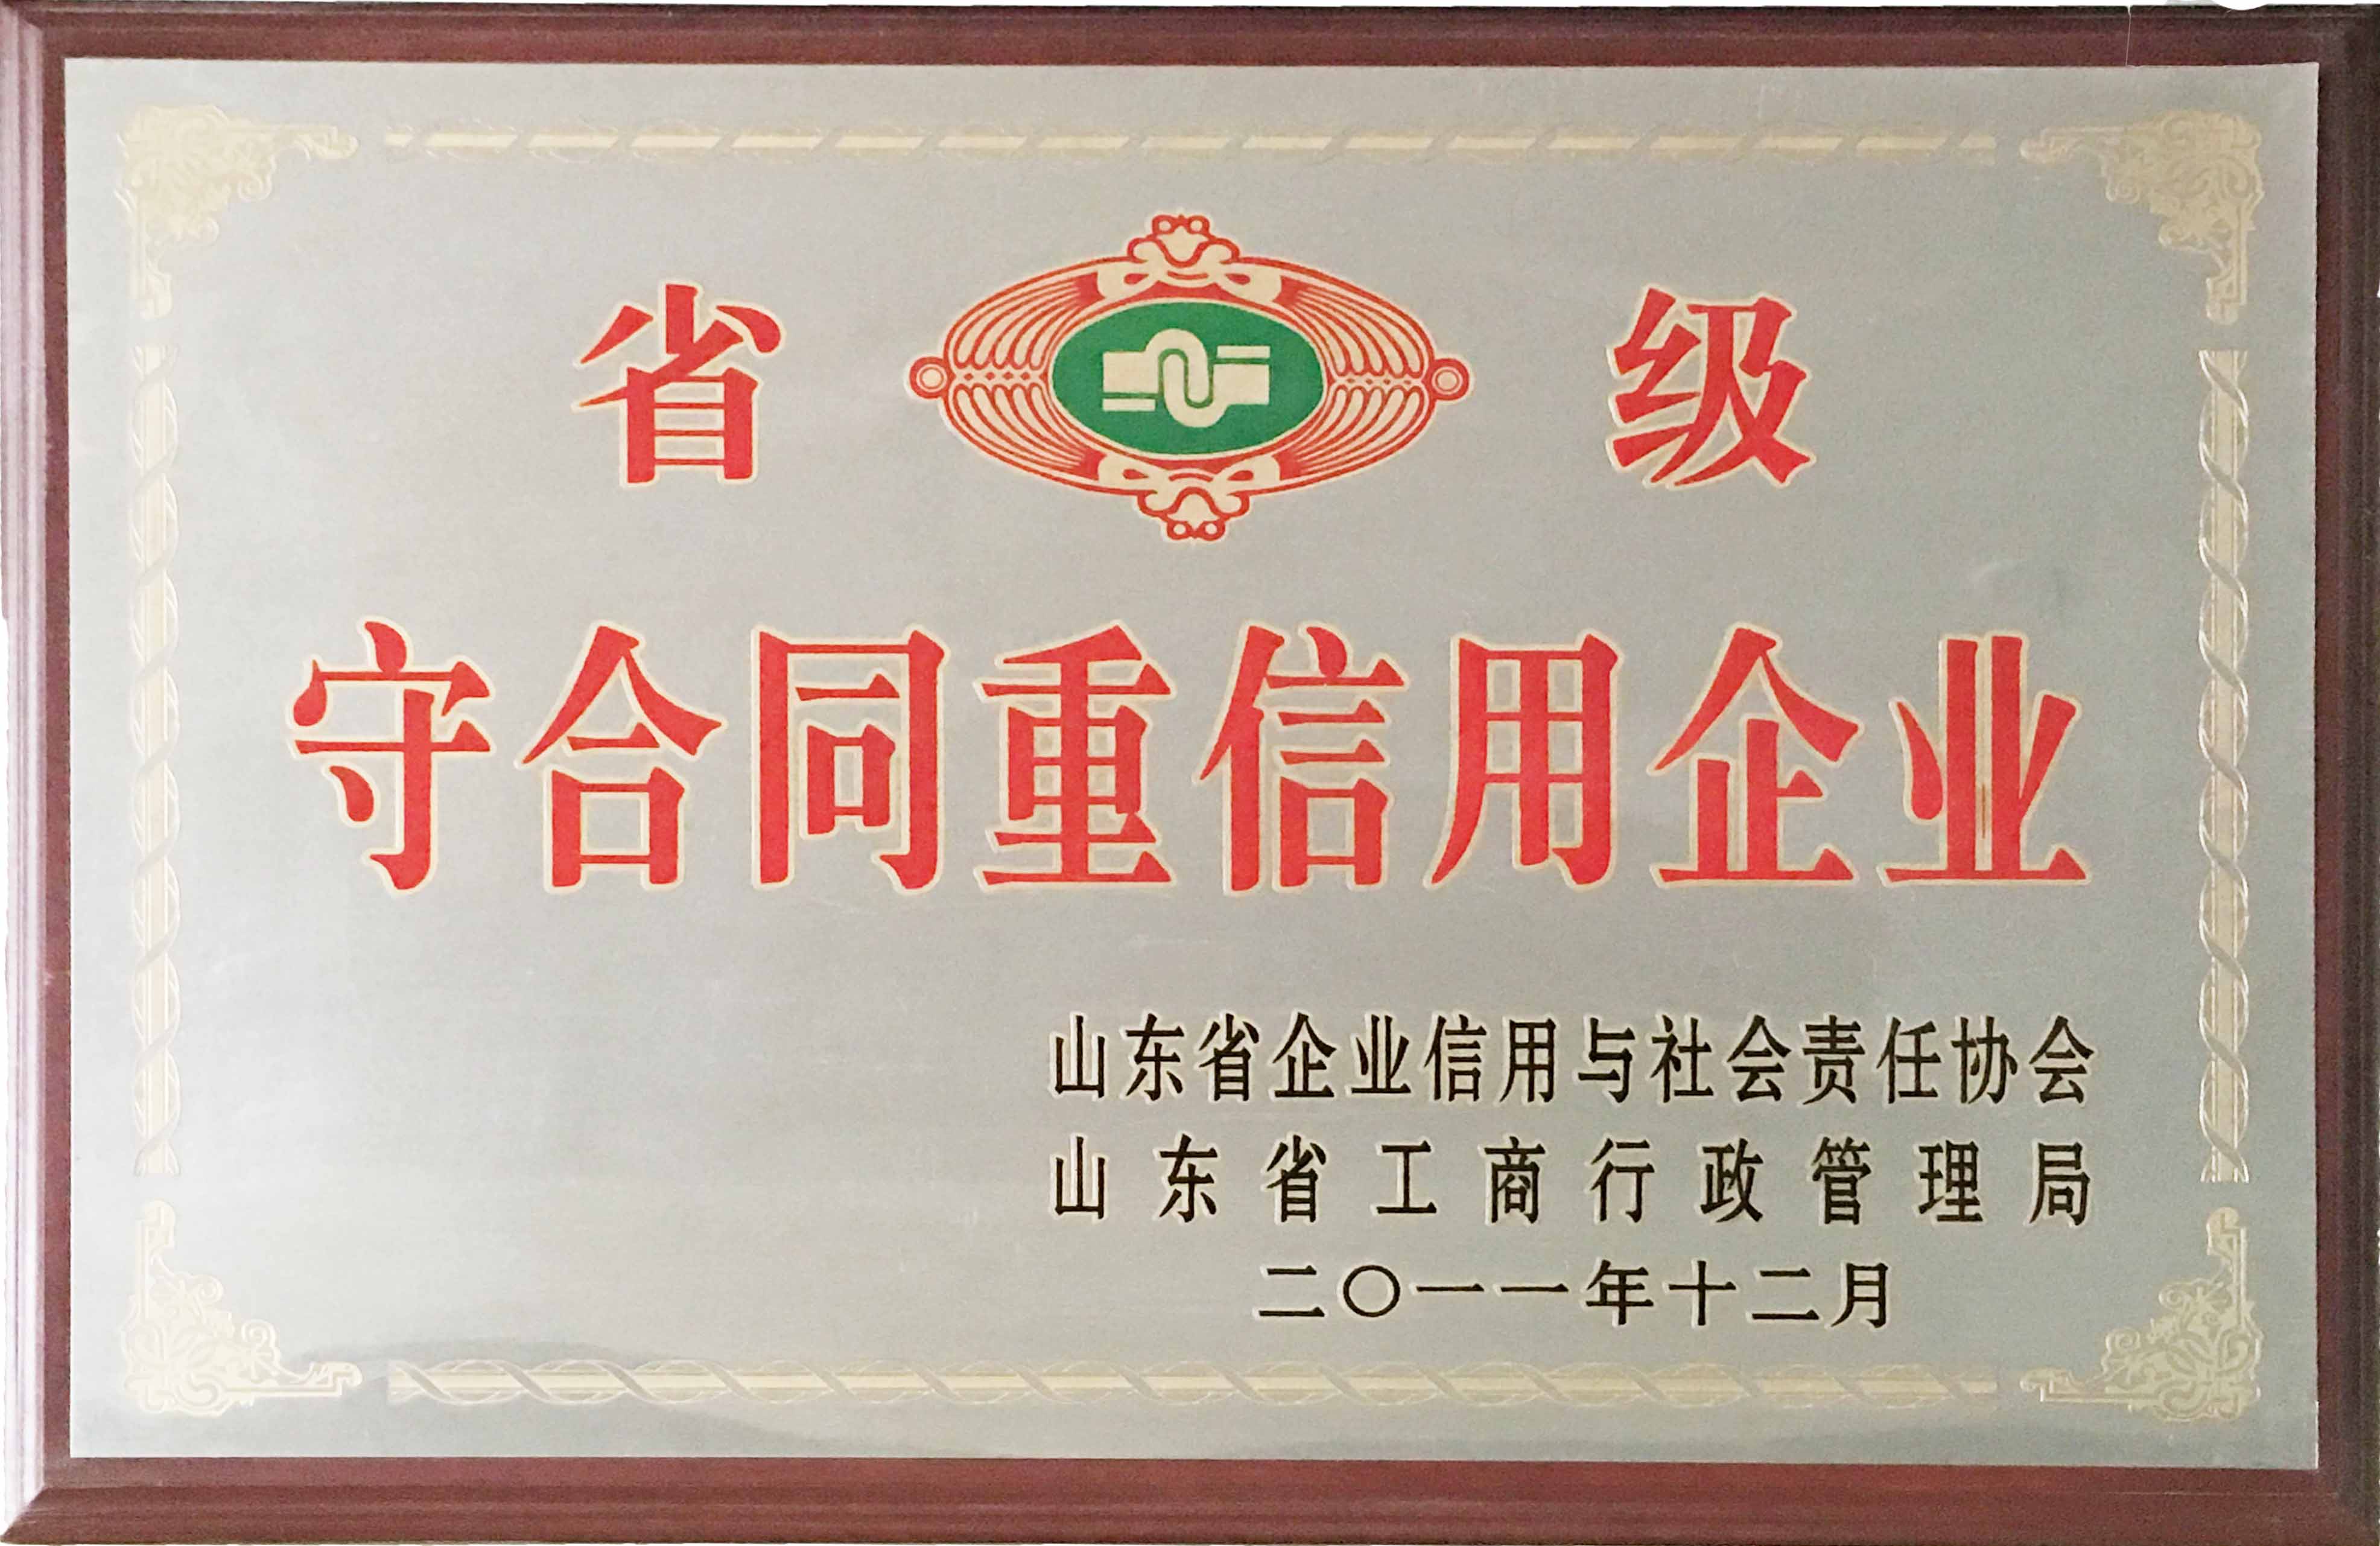 省 级
守合同重信用企业
山东省企业信用与社会责任协会
山东省工商行政管理局
二〇一一年十二月